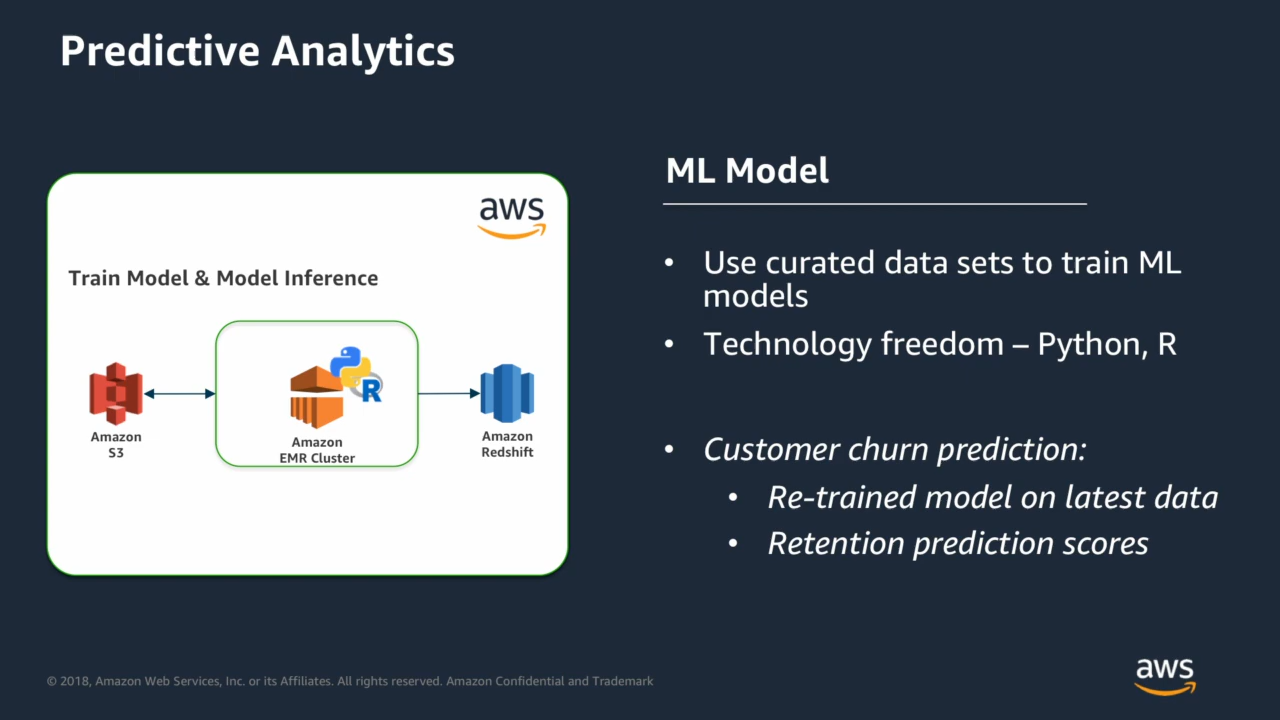 Predictive Analytics
aws
Train Model & Model Inference
R
Amazon
S3
Amazon
EMR Cluster
Amazon
Redshift
ML Model
• Use curated data sets to train ML
models
• Technology freedom – Python, R
• Customer churn prediction:
• Re-trained model on latest data
• Retention prediction scores
© 2018, Amazon Web Services, Inc. or its Affiliates. All rights reserved. Amazon Confidential and Trademark
aws